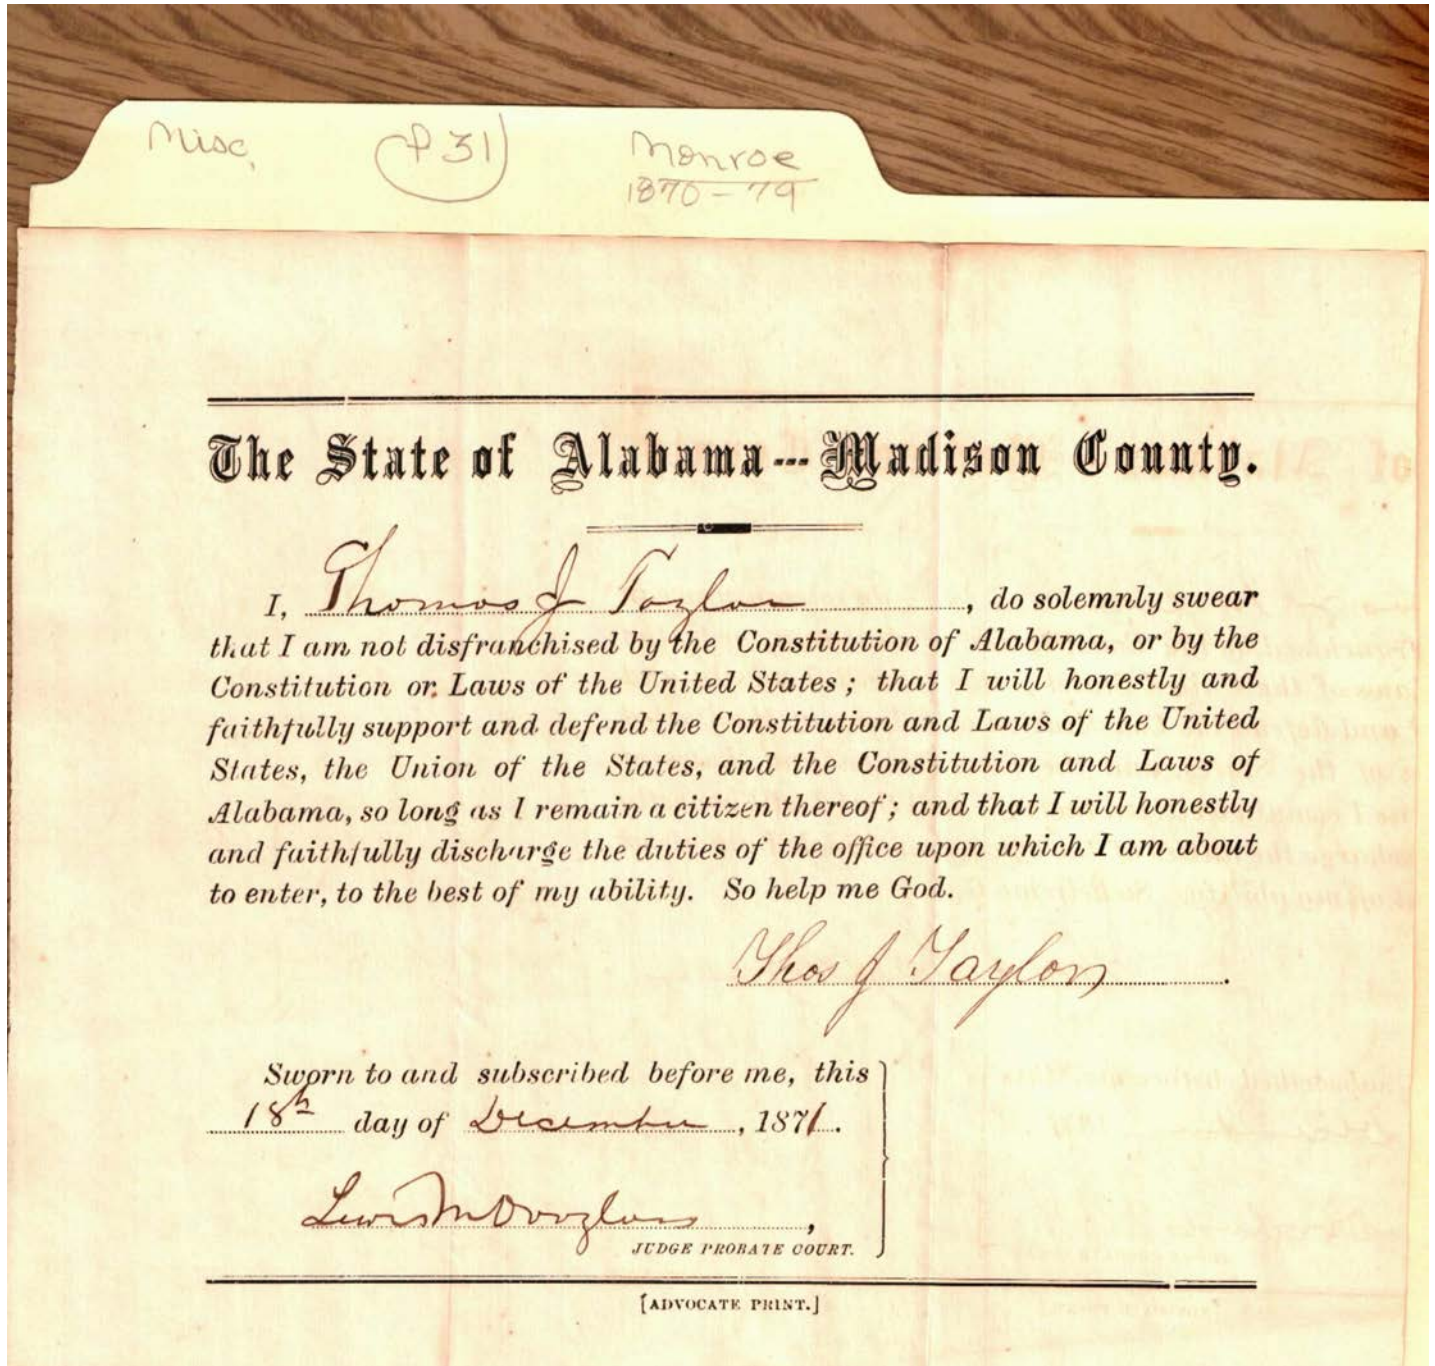 Misc. P31 Monroe
1870-79
The State of Alabama---Madison County.
I, Thomas J Taylor, do solemnly swear
that I am not disfranchised by the Constitution of Alabama, or by the
Constitution or Laws of the United States; that I will honestly and
faithfully support and defend the Constitution and Laws of the United
States, the Union of the States, and the Constitution and Laws of
Alabama, so long as I remain a citizen thereof; and that I will honestly
and faithfully discharge the duties of the office upon which I am about
to enter, to the best of my ability. So help me God.
Thos J Taylor.
Sworn to and subscribed before me, this
18th day of December, 1871.
Lewis M Douglass,
JUDGE PROBATE COURT.
[ADVOCATE PRINT.]